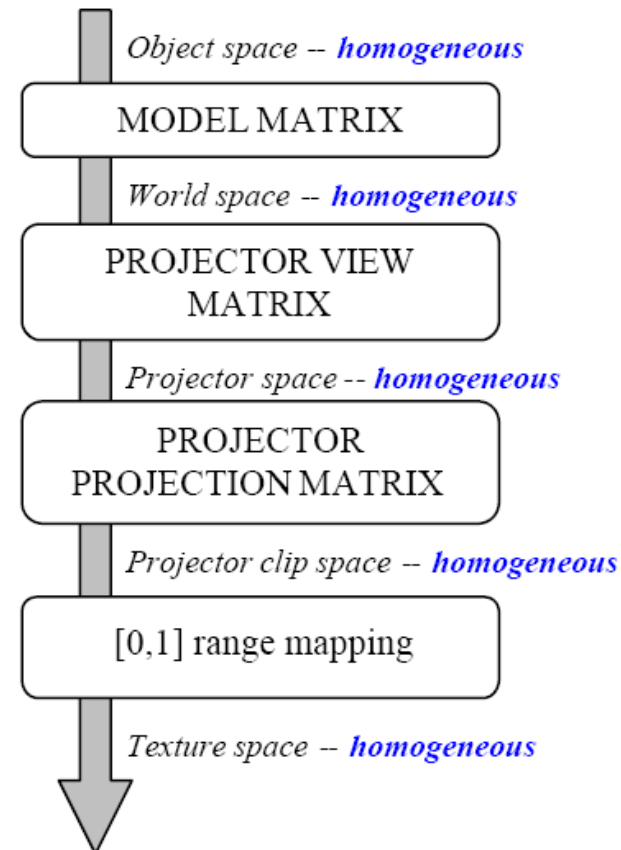 Object space -- homogeneous
MODEL MATRIX
World space -- homogeneous
PROJECTOR VIEW
MATRIX
Projector space -- homogeneous
PROJECTOR
PROJECTION MATRIX
Projector clip space -- homogeneous
[0,1] range mapping
Texture space -- homogeneous